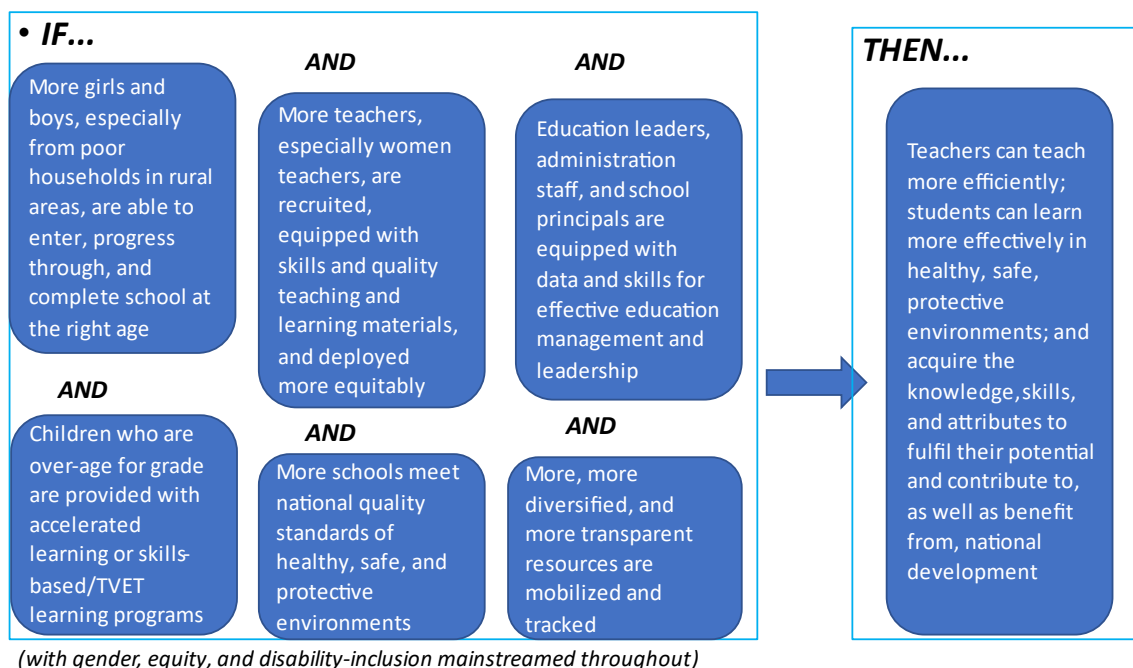 • IF...
More girls and
boys, especially
from poor
households in rural
areas, are able to
enter, progress
through, and
complete school at
the right age
AND
Children who are
over-age for grade
are provided with
accelerated
learning or skills-
based/TVET
learning programs
AND
More teachers,
especially women
teachers, are
recruited,
equipped with
skills and quality
teaching and
learning materials,
and deployed
more equitably
AND
More schools meet
national quality
standards of
healthy, safe, and
protective
environments
AND
Education leaders,
administration
staff, and school
principals are
equipped with
data and skills for
effective education
management and
leadership
AND
More, more
diversified, and
more transparent
resources are
mobilized and
tracked
THEN...
Teachers can teach
more efficiently;
students can learn
more effectively in
healthy, safe,
protective
environments; and
acquire the
knowledge, skills,
and attributes to
fulfil their potential
and contribute to,
as well as benefit
from, national
development
(with gender, equity, and disability-inclusion mainstreamed throughout)